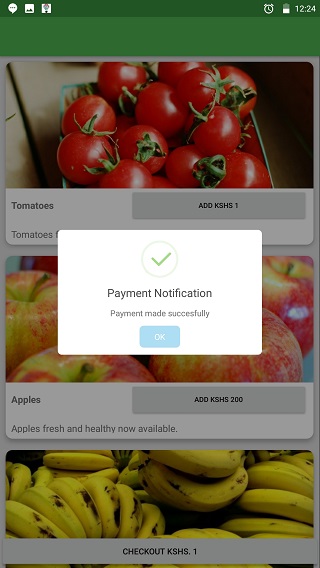 12:24
Tomatoes
ADD KSHS 1
Tomatoes f
Payment Notification
Payment made succesfully
OK
Apples
ADD KSHS 200
Apples fresh and healthy now available.
CHECKOUT KSHS. 1